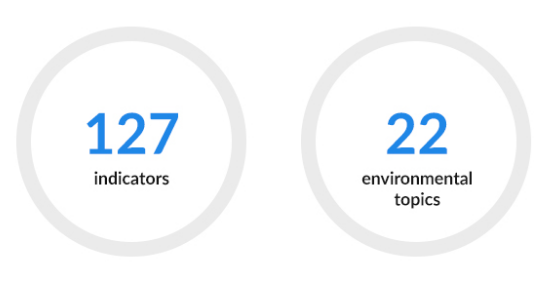 127
indicators
22
environmental
topics